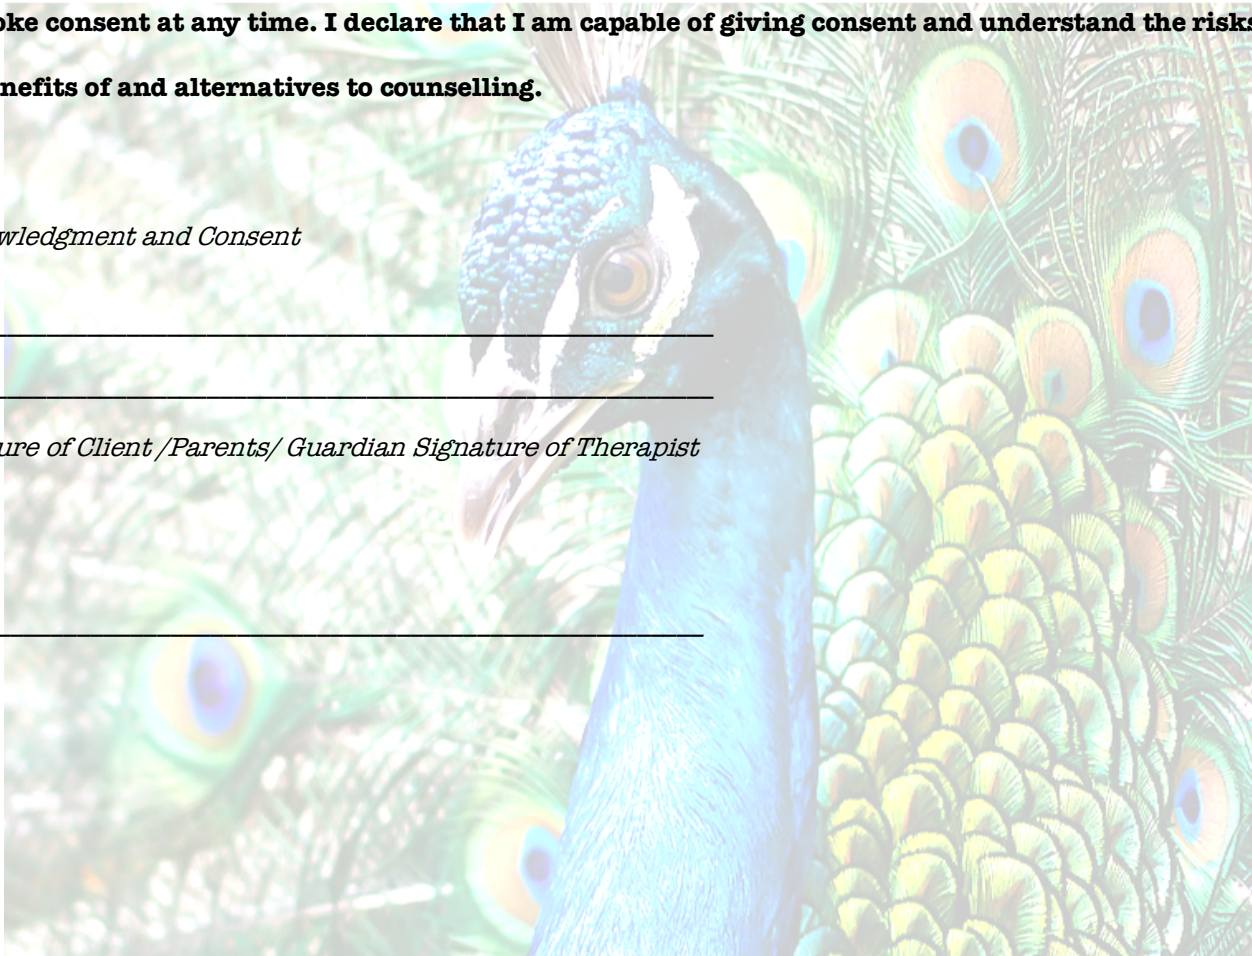 oke consent at any time. I declare that I am capable of giving consent and understand the risks
nefits of and alternatives to counselling.
wledgment and Consent
ure of Client /Parents/ Guardian Signature of Therapist